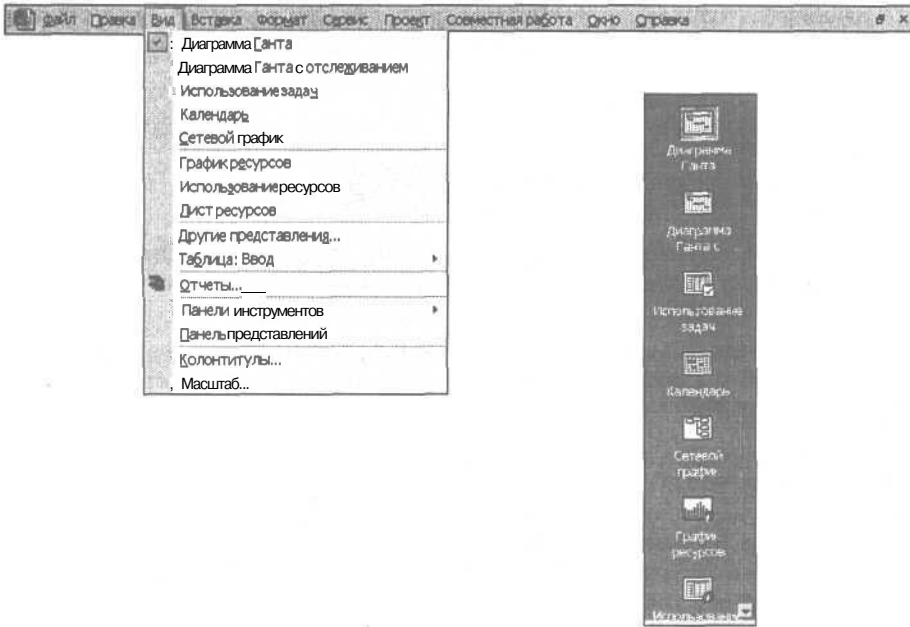 Файл Правка Вид Вставка Формат Сервис Проект Совместная работа Окно Справка
Диаграмма Ганта
Диаграмма Ганта с отслеживанием
Использование задач
Календарь
Сетевой график
График ресурсов
Использование ресурсов
Лист ресурсов
Другие представления...
Таблица: Ввод
Отчеты...
Панели инструментов
Панель представлений
Колонтитулы...
Масштаб...
Диаграмма
Ганта
Диаграмма
Ганта с
Использование
задач
Календарь
Сетевой
график
График
ресурсов
Использование